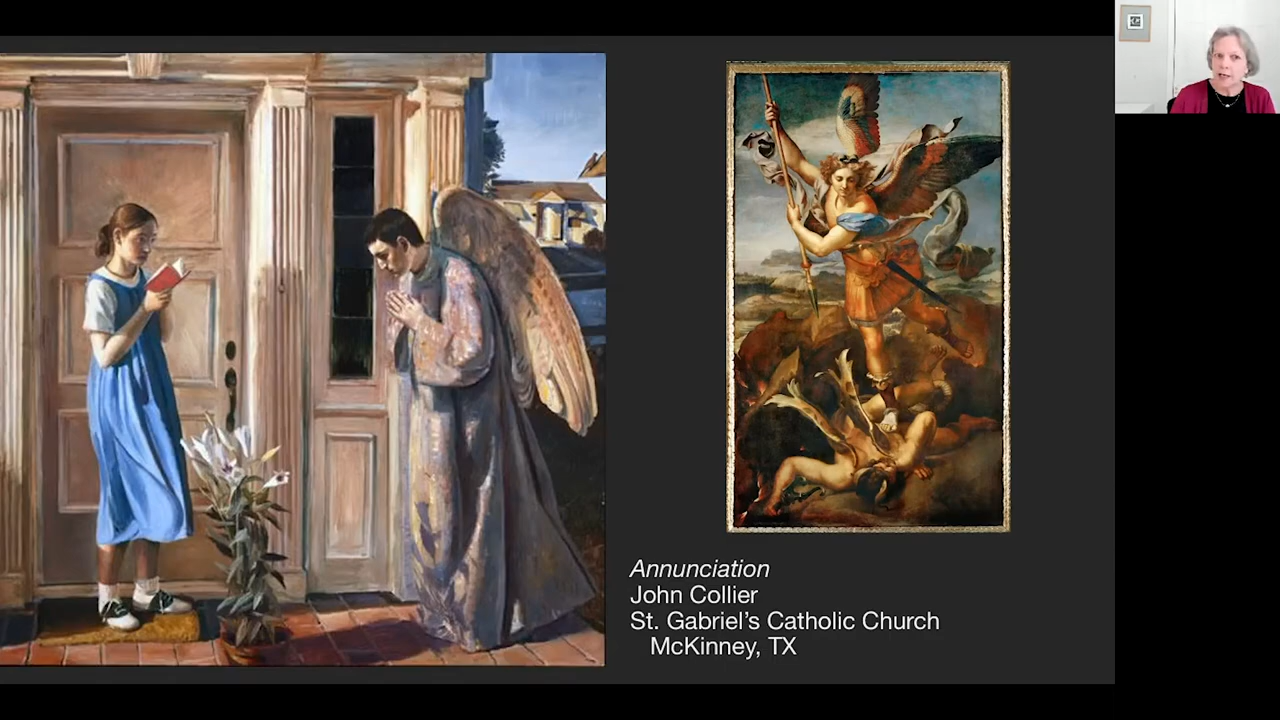 Annunciation
John Collier
St. Gabriel's Catholic Church
McKinney, TX